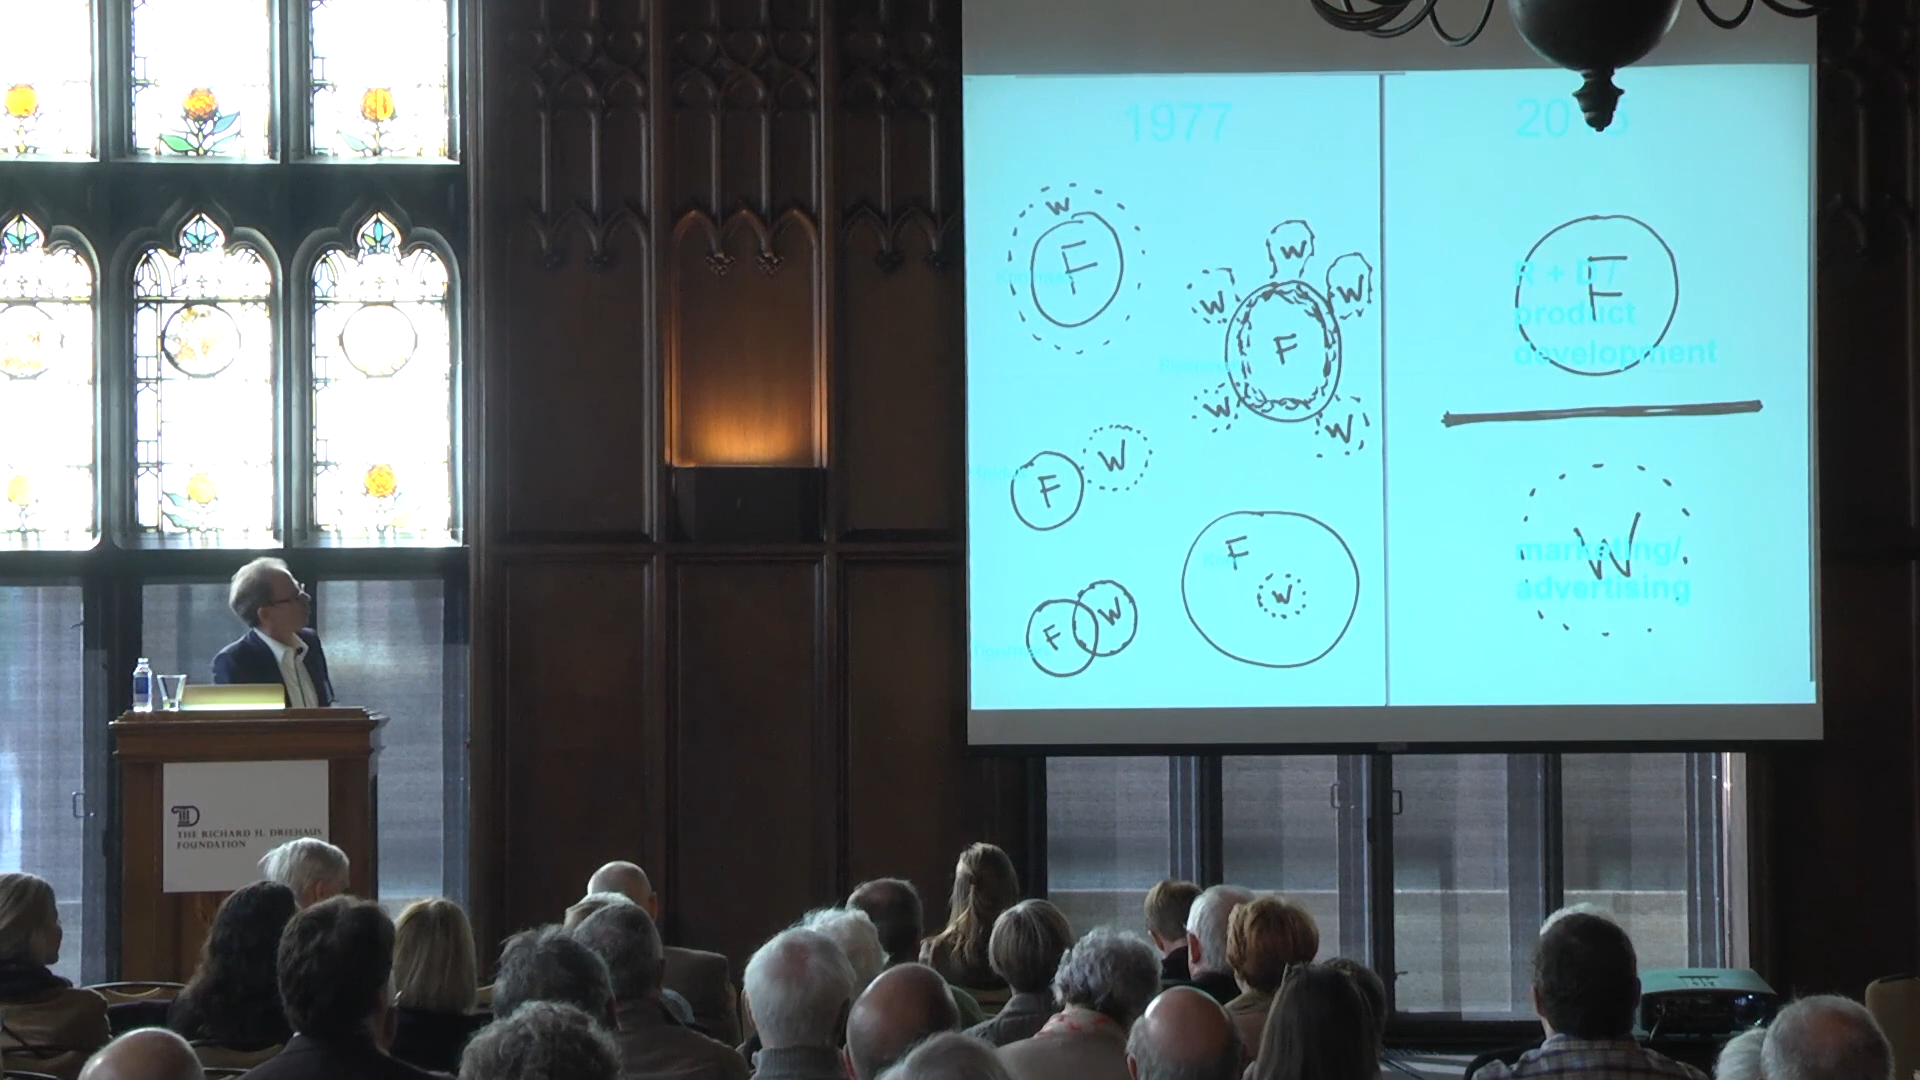 1977
W
F
W
W
W
F
W
W
F
W
F
W
F
W
F
R + D /
product
development
W
marketing/
advertising
THE RICHARD H. DRIEHAUS
FOUNDATION